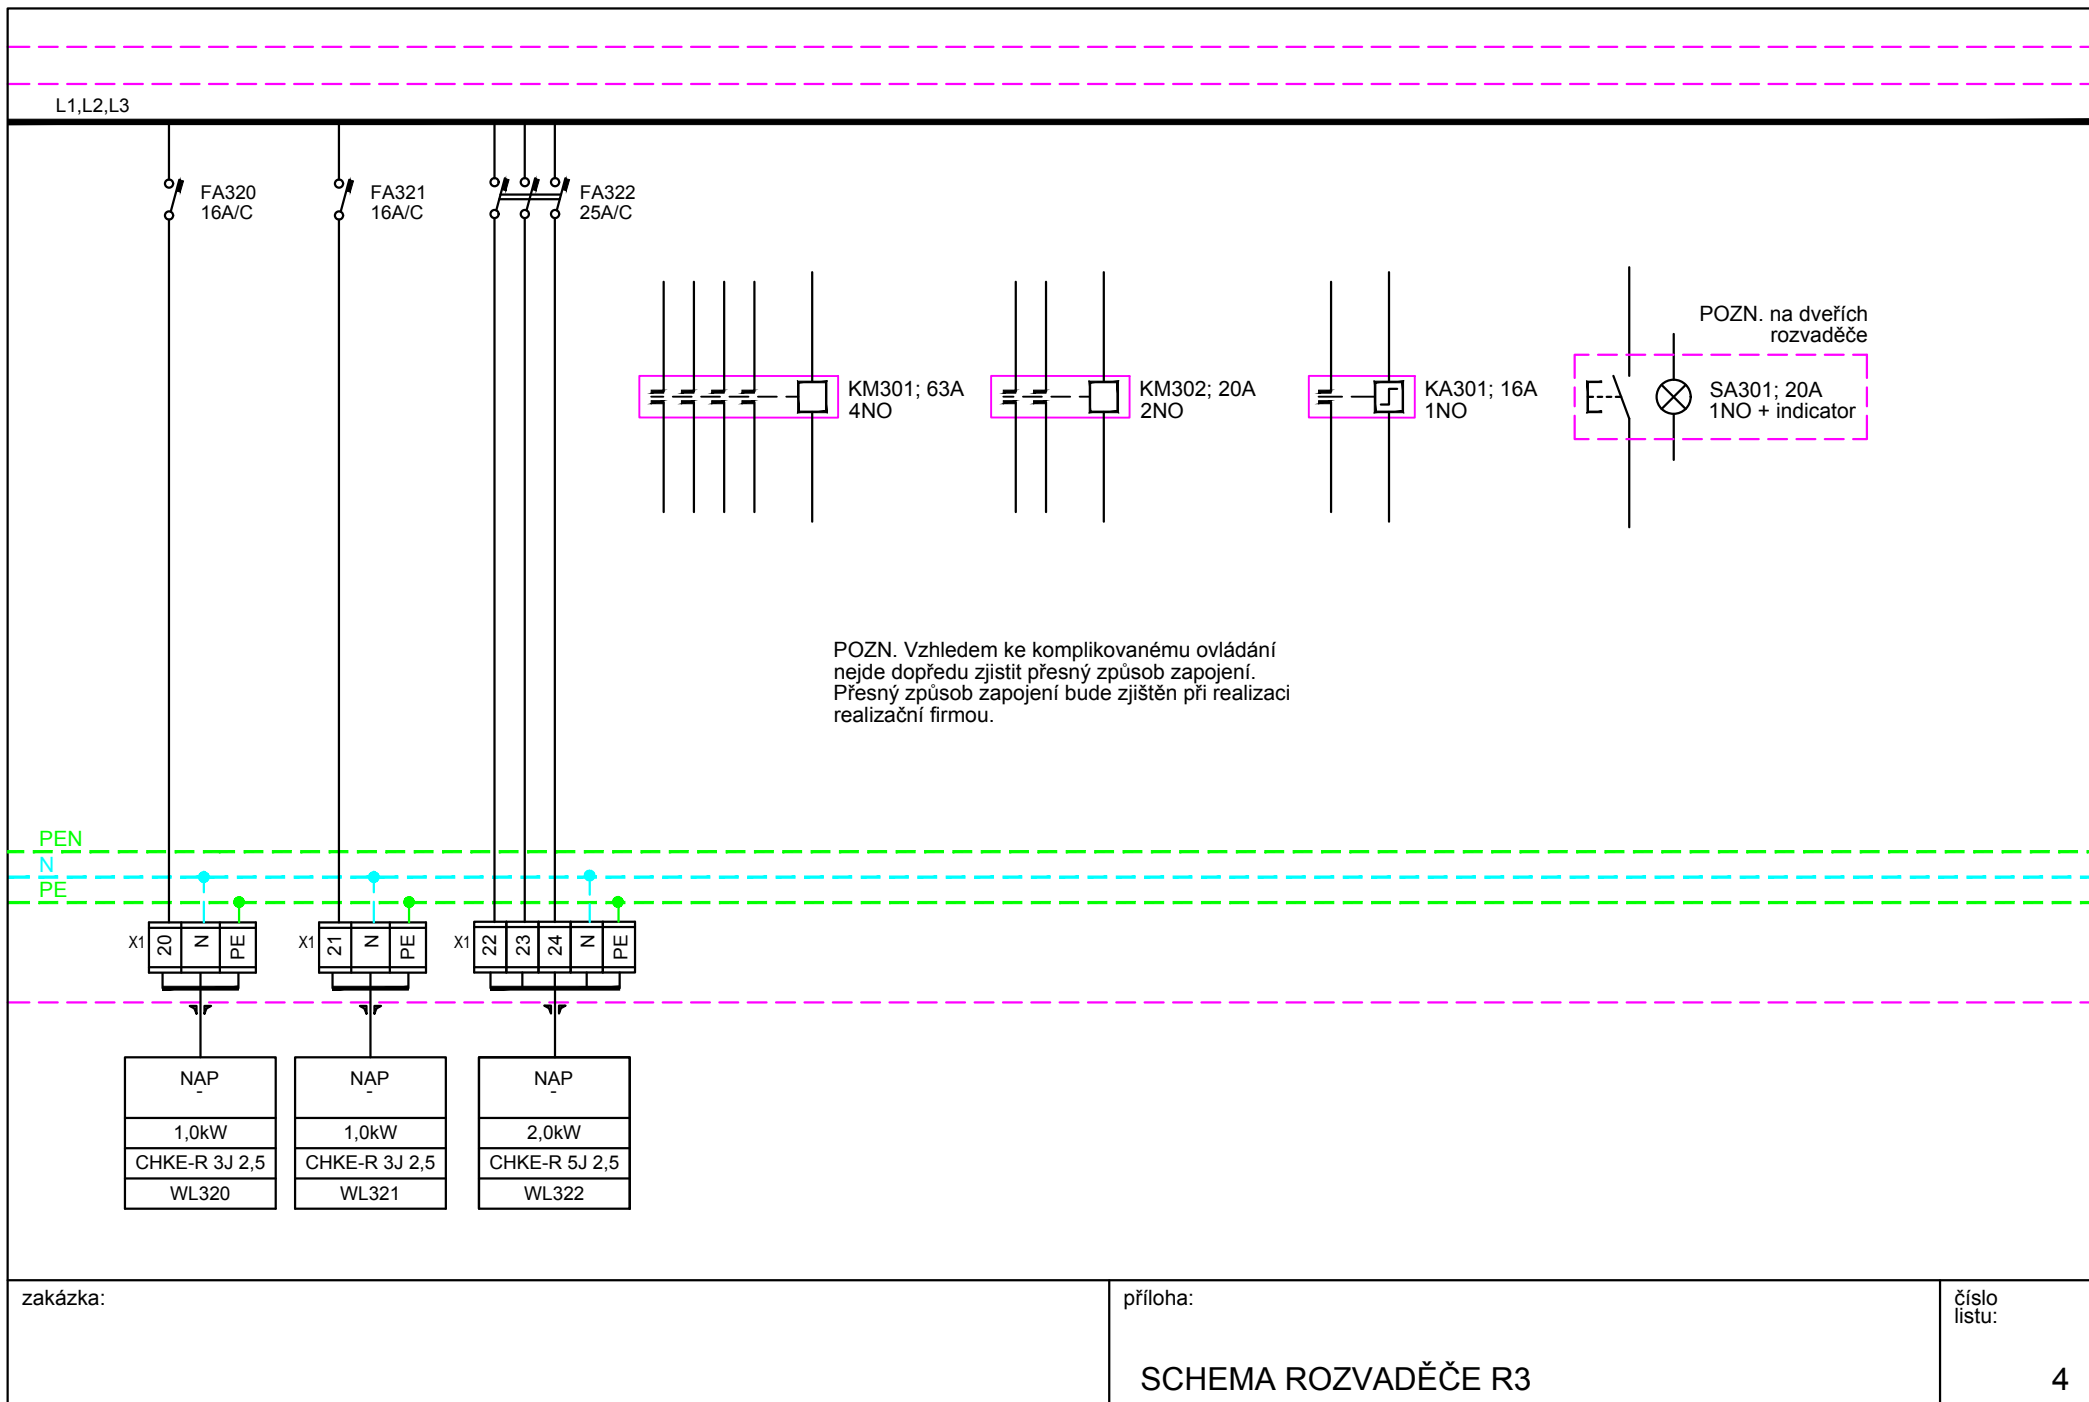 L1,L2,L3
FA320
16A/C
FA321
16A/C
FA322
25A/C
KM301; 63A
4NO
KM302; 20A
2NO
KA301; 16A
1NO
POZN. na dveřích
rozvaděče
SA301; 20A
1NO + indicator
POZN. Vzhledem ke komplikovanému ovládání
nejde dopředu zjistit přesný způsob zapojení.
Přesný způsob zapojení bude zjištěn při realizaci
realizační firmou.
PEN
N
PE
X1 20 N PE
X1 21 N PE
X1 22 23 24 N PE
NAP
-
1,0kW
CHKE-R 3J 2,5
WL320
NAP
-
1,0kW
CHKE-R 3J 2,5
WL321
NAP
-
2,0kW
CHKE-R 5J 2,5
WL322
zakázka:
příloha:
SCHEMA ROZVADĚČE R3
číslo
listu:
4